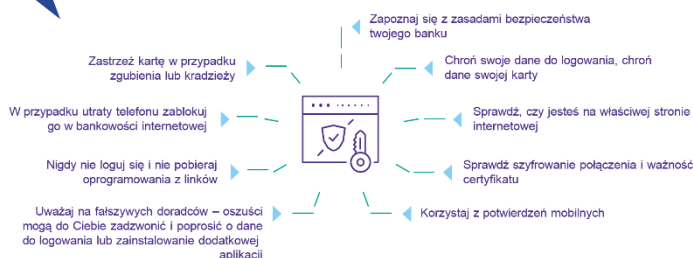 Zapoznaj się z zasadami bezpieczeństwa
twojego banku
Zastrzeż kartę w przypadku
zgubienia lub kradzieży
Chroń swoje dane do logowania, chroń
dane swojej karty
W przypadku utraty telefonu zablokuj
go w bankowości internetowej
Sprawdź, czy jesteś na właściwej stronie
internetowej
Nigdy nie loguj się i nie pobieraj
oprogramowania z linków
Sprawdź szyfrowanie połączenia i ważność
certyfikatu
Uważaj na fałszywych doradców – oszuści
mogą do Ciebie zadzwonić i poprosić o dane
do logowania lub zainstalowanie dodatkowej
aplikacji
Korzystaj z potwierdzeń mobilnych